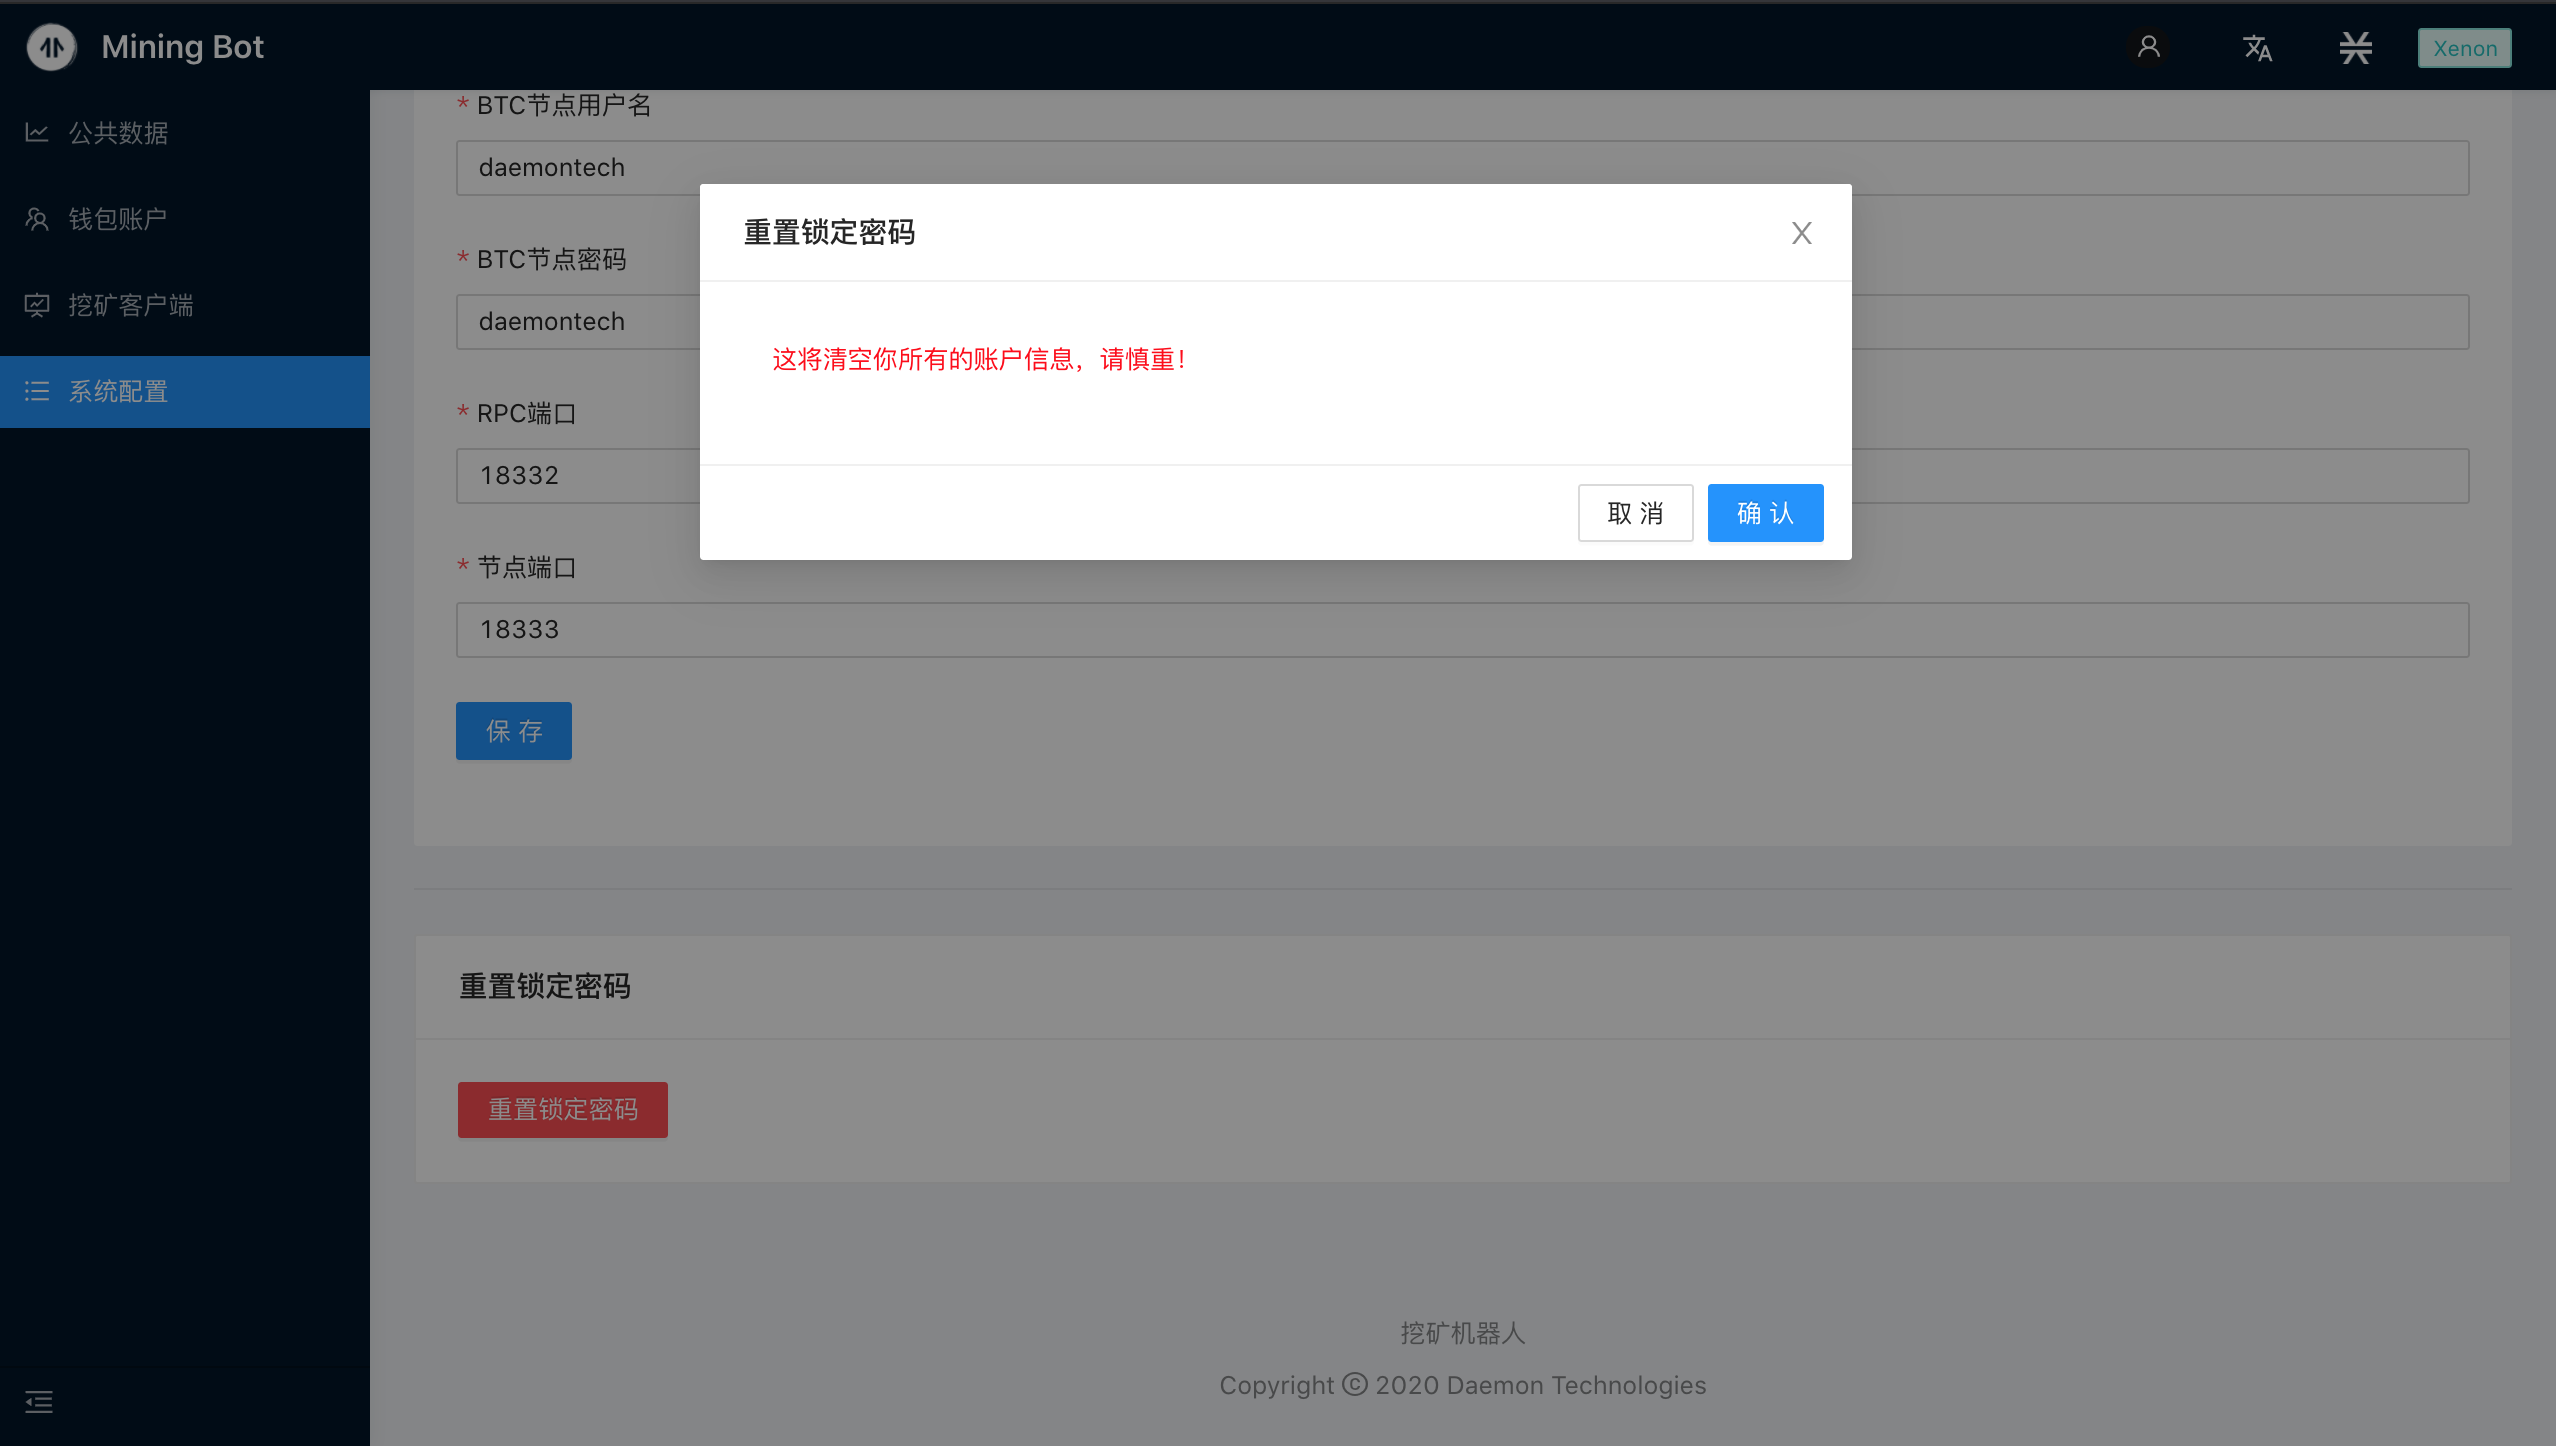 Mining Bot
Xenon
公共数据
钱包账户
挖矿客户端
系统配置
* BTC节点用户名
daemontech
* BTC节点密码
daemontech
* RPC端口
18332
* 节点端口
18333
保 存
重置锁定密码
X
这将清空你所有的账户信息，请慎重！
取 消
确 认
重置锁定密码
重置锁定密码
挖矿机器人
Copyright © 2020 Daemon Technologies